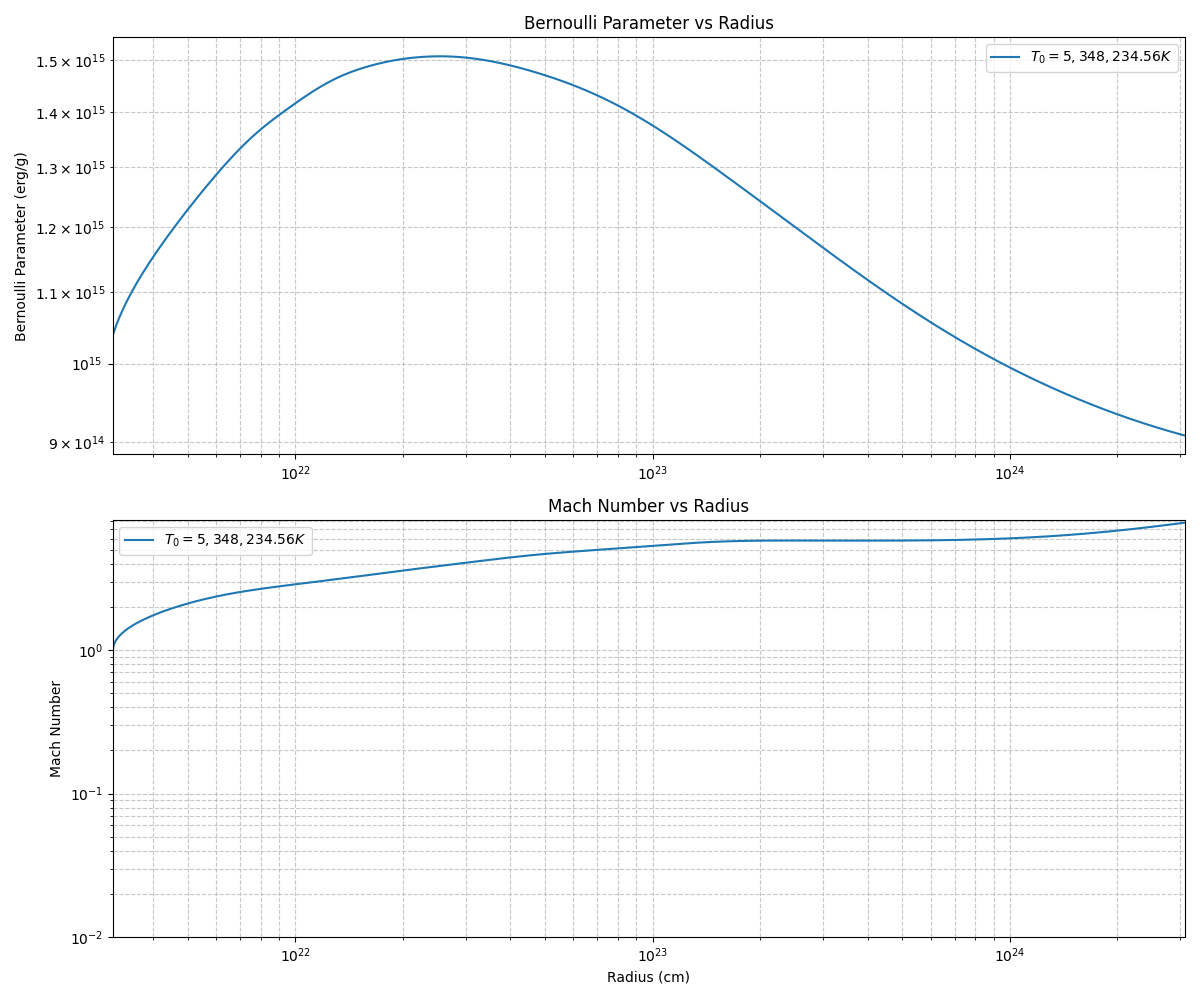 Bernoulli Parameter vs Radius
T₀ = 5, 348, 234.56K
Bernoulli Parameter (erg/g)
1.5 × 10¹⁵
1.4 × 10¹⁵
1.3 × 10¹⁵
1.2 × 10¹⁵
1.1 × 10¹⁵
10¹⁵
9 × 10¹⁴
10²² 10²³ 10²⁴
Mach Number vs Radius
T₀ = 5, 348, 234.56K
Mach Number
10⁰
10⁻¹
10⁻²
10²² 10²³ 10²⁴
Radius (cm)